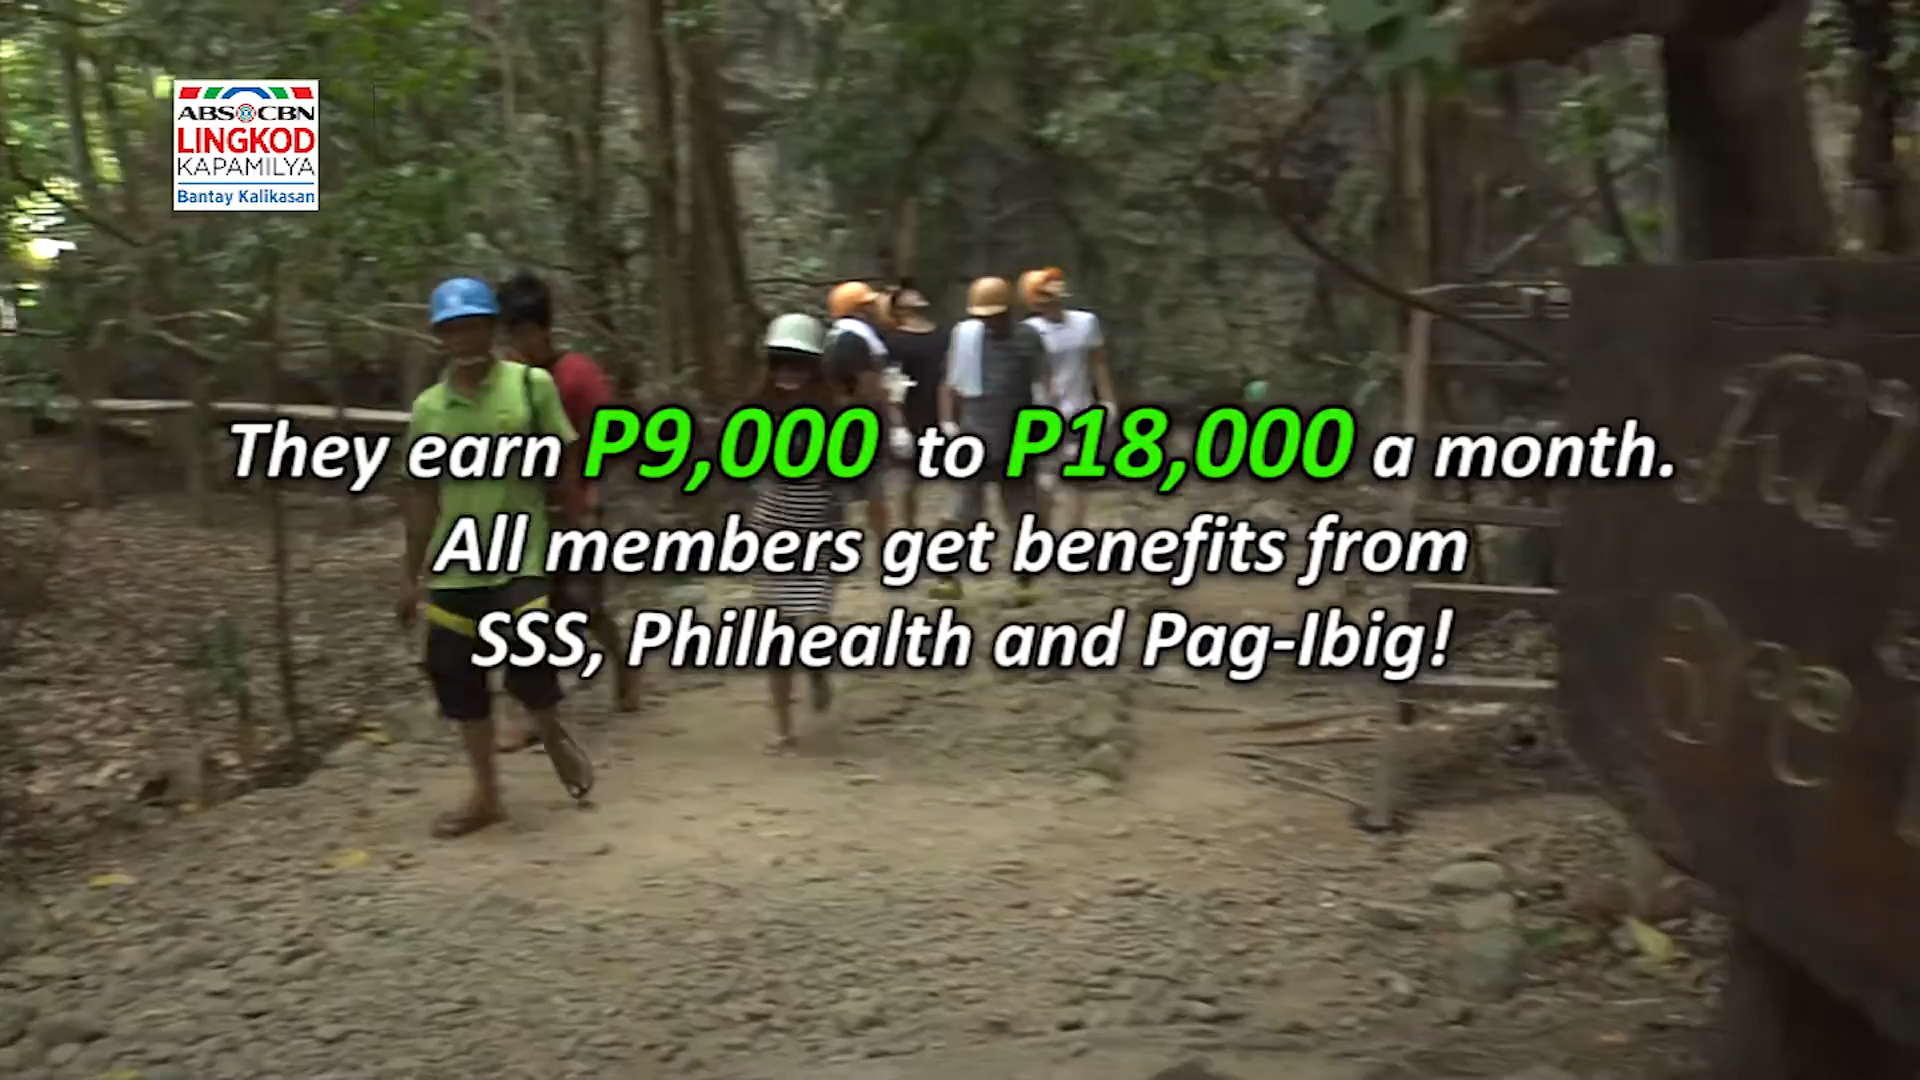 ABS-CBN
LINGKOD
KAPAMILYA
Bantay Kalikasan
They earn P9,000 to P18,000 a month.
All members get benefits from
SSS, Philhealth and Pag-Ibig!